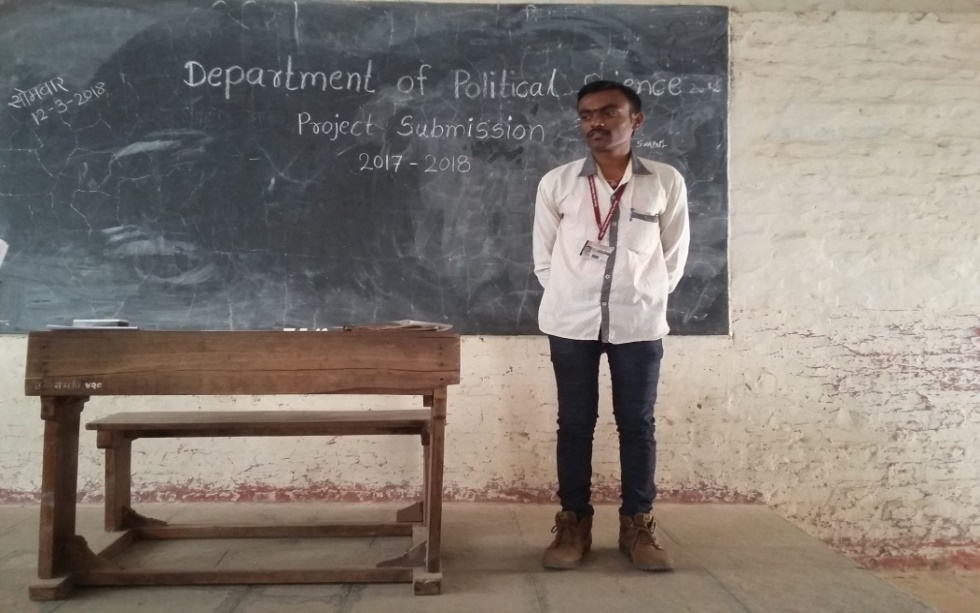 सोमवार
12-3-2018
Department of Political Science
Project Submission
2017-2018